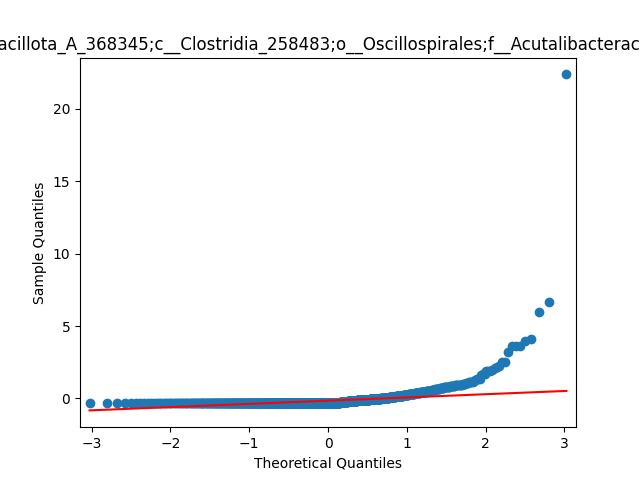 acillota_A_368345;c__Clostridia_258483;o__Oscillospirales;f__Acutalibacterac
20
15
10
5
0
Sample Quantiles
−3 −2 −1 0 1 2 3
Theoretical Quantiles